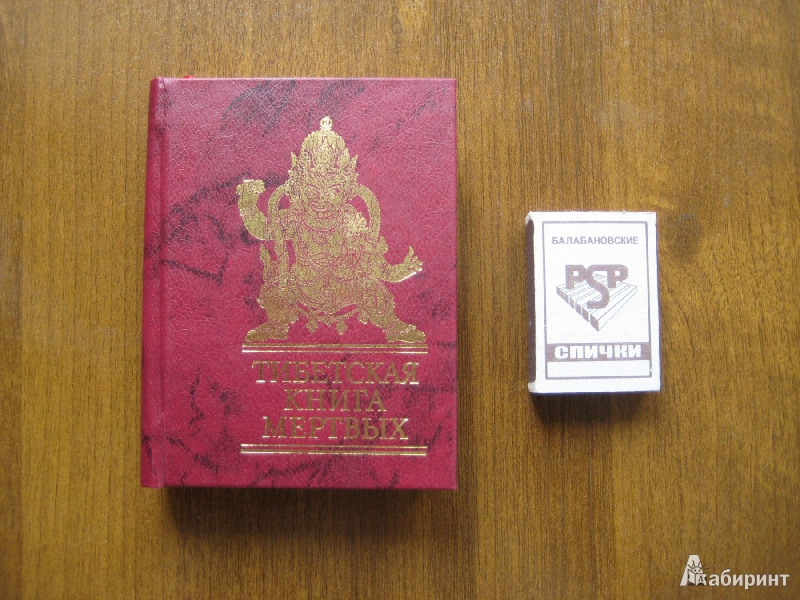 ТИБЕТСКАЯ
КНИГА
МЕРТВЫХ
БАЛАБАНОВСКИЕ
PSP
СПИЧКИ
Лабиринт